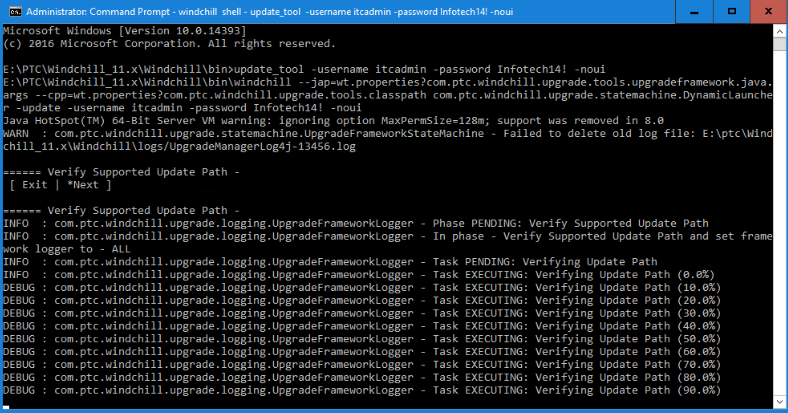 Administrator: Command Prompt - windchill shell - update_tool -username itcadmin -password Infotech14! -noui
Microsoft Windows [Version 10.0.14393]
(c) 2016 Microsoft Corporation. All rights reserved.
E:\PTC\Windchill_11.x\Windchill\bin>update_tool -username itcadmin -password Infotech14! -noui
E:\PTC\Windchill_11.x\Windchill\bin\windchill --jap=wt.properties?com.ptc.windchill.upgrade.tools.upgradeframework.java.
args --cpp=wt.properties?com.ptc.windchill.upgrade.tools.classpath com.ptc.windchill.upgrade.statemachine.DynamicLaunche
r -update -username itcadmin -password Infotech14! -noui
Java HotSpot(TM) 64-Bit Server VM warning: ignoring option MaxPermSize=128m; support was removed in 8.0
WARN  : com.ptc.windchill.upgrade.statemachine.UpgradeFrameworkStateMachine - Failed to delete old log file: E:\ptc\Wind
chill_11.x\Windchill\logs/UpgradeManagerLog4j-13456.log
====== Verify Supported Update Path -
[ Exit | *Next ]
====== Verify Supported Update Path -
INFO  : com.ptc.windchill.upgrade.logging.UpgradeFrameworkLogger - Phase PENDING: Verify Supported Update Path
INFO  : com.ptc.windchill.upgrade.logging.UpgradeFrameworkLogger - In phase - Verify Supported Update Path and set frame
work logger to - ALL
INFO  : com.ptc.windchill.upgrade.logging.UpgradeFrameworkLogger - Task PENDING: Verifying Update Path
INFO  : com.ptc.windchill.upgrade.logging.UpgradeFrameworkLogger - Task EXECUTING: Verifying Update Path (0.0%)
DEBUG : com.ptc.windchill.upgrade.logging.UpgradeFrameworkLogger - Task EXECUTING: Verifying Update Path (10.0%)
DEBUG : com.ptc.windchill.upgrade.logging.UpgradeFrameworkLogger - Task EXECUTING: Verifying Update Path (20.0%)
DEBUG : com.ptc.windchill.upgrade.logging.UpgradeFrameworkLogger - Task EXECUTING: Verifying Update Path (30.0%)
DEBUG : com.ptc.windchill.upgrade.logging.UpgradeFrameworkLogger - Task EXECUTING: Verifying Update Path (40.0%)
DEBUG : com.ptc.windchill.upgrade.logging.UpgradeFrameworkLogger - Task EXECUTING: Verifying Update Path (50.0%)
DEBUG : com.ptc.windchill.upgrade.logging.UpgradeFrameworkLogger - Task EXECUTING: Verifying Update Path (60.0%)
DEBUG : com.ptc.windchill.upgrade.logging.UpgradeFrameworkLogger - Task EXECUTING: Verifying Update Path (70.0%)
DEBUG : com.ptc.windchill.upgrade.logging.UpgradeFrameworkLogger - Task EXECUTING: Verifying Update Path (80.0%)
DEBUG : com.ptc.windchill.upgrade.logging.UpgradeFrameworkLogger - Task EXECUTING: Verifying Update Path (90.0%)